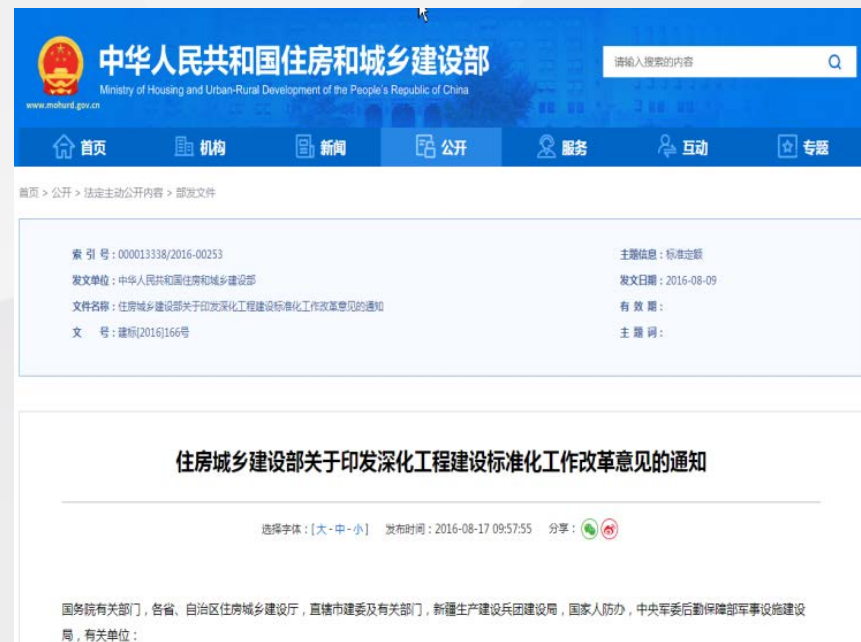 中华人民共和国住房和城乡建设部
Ministry of Housing and Urban-Rural Development of the People's Republic of China
www.mohurd.gov.cn
请输入搜索的内容
首页 机构 新闻 公开 服务 互动 专题
首页 > 公开 > 法定主动公开内容 > 部发文件
索 引 号：000013338/2016-00253 主题信息：标准定额
发文单位：中华人民共和国住房和城乡建设部 发文日期：2016-08-09
文件名称：住房城乡建设部关于印发深化工程建设标准化工作改革意见的通知 有 效 期：
文 号：建标[2016]166号 主 题 词：
住房城乡建设部关于印发深化工程建设标准化工作改革意见的通知
选择字体：[大-中-小] 发布时间：2016-08-17 09:57:55 分享：
国务院有关部门，各省、自治区住房城乡建设厅，直辖市建委及有关部门，新疆生产建设兵团建设局，国家人防办，中央军委后勤保障部军事设施建设
局，有关单位：